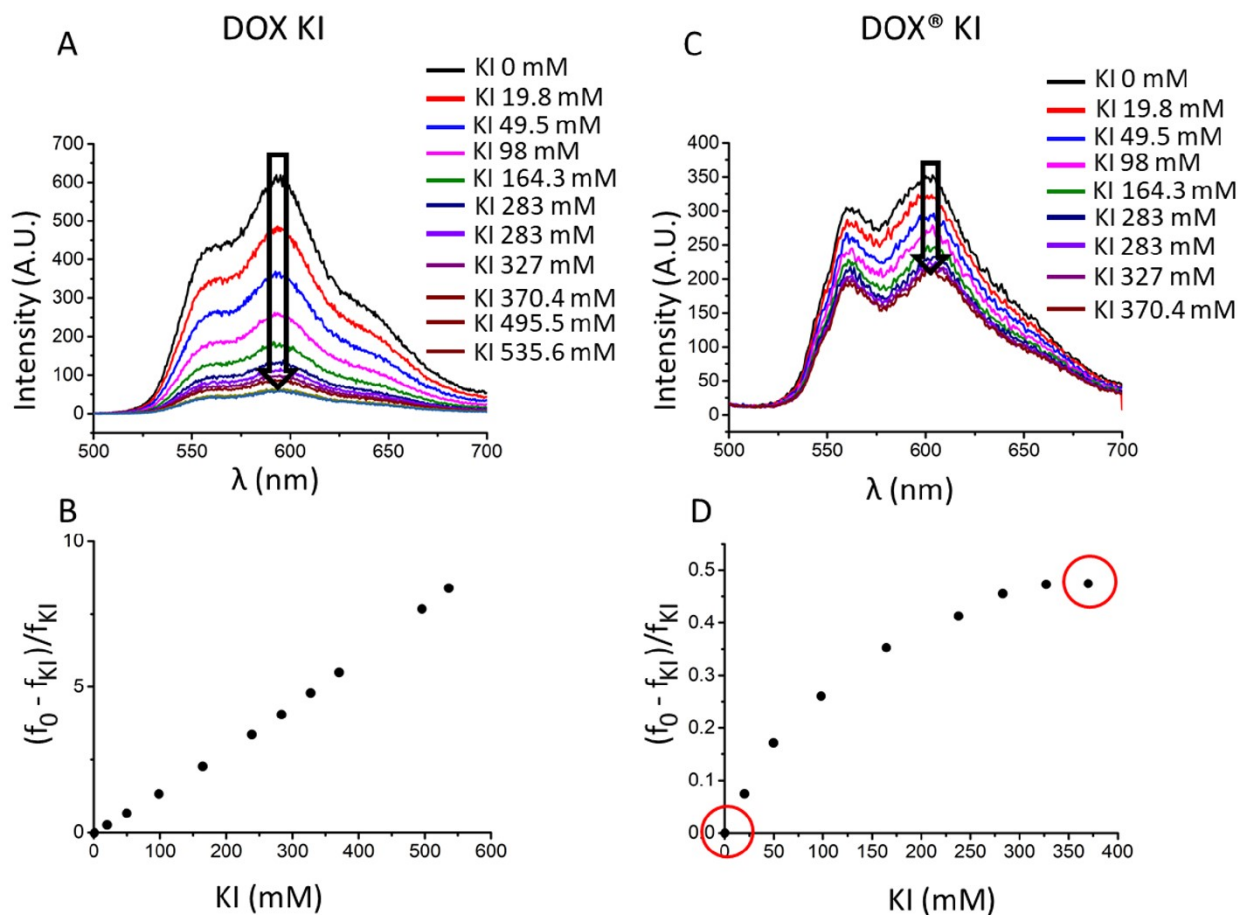 A
DOX KI
KI 0 mM
KI 19.8 mM
KI 49.5 mM
KI 98 mM
KI 164.3 mM
KI 283 mM
KI 283 mM
KI 327 mM
KI 370.4 mM
KI 495.5 mM
KI 535.6 mM
Intensity (A.U.)
700
600
500
400
300
200
100
0
500
550
600
650
700
λ (nm)
C
DOX® KI
KI 0 mM
KI 19.8 mM
KI 49.5 mM
KI 98 mM
KI 164.3 mM
KI 283 mM
KI 283 mM
KI 327 mM
KI 370.4 mM
Intensity (A.U.)
400
350
300
250
200
150
100
50
0
500
550
600
650
700
λ (nm)
B
(f₀ - f_KI)/f_KI
10
5
0
0
100
200
300
400
500
600
KI (mM)
D
(f₀ - f_KI)/f_KI
0.5
0.4
0.3
0.2
0.1
0.0
0
50
100
150
200
250
300
350
400
KI (mM)